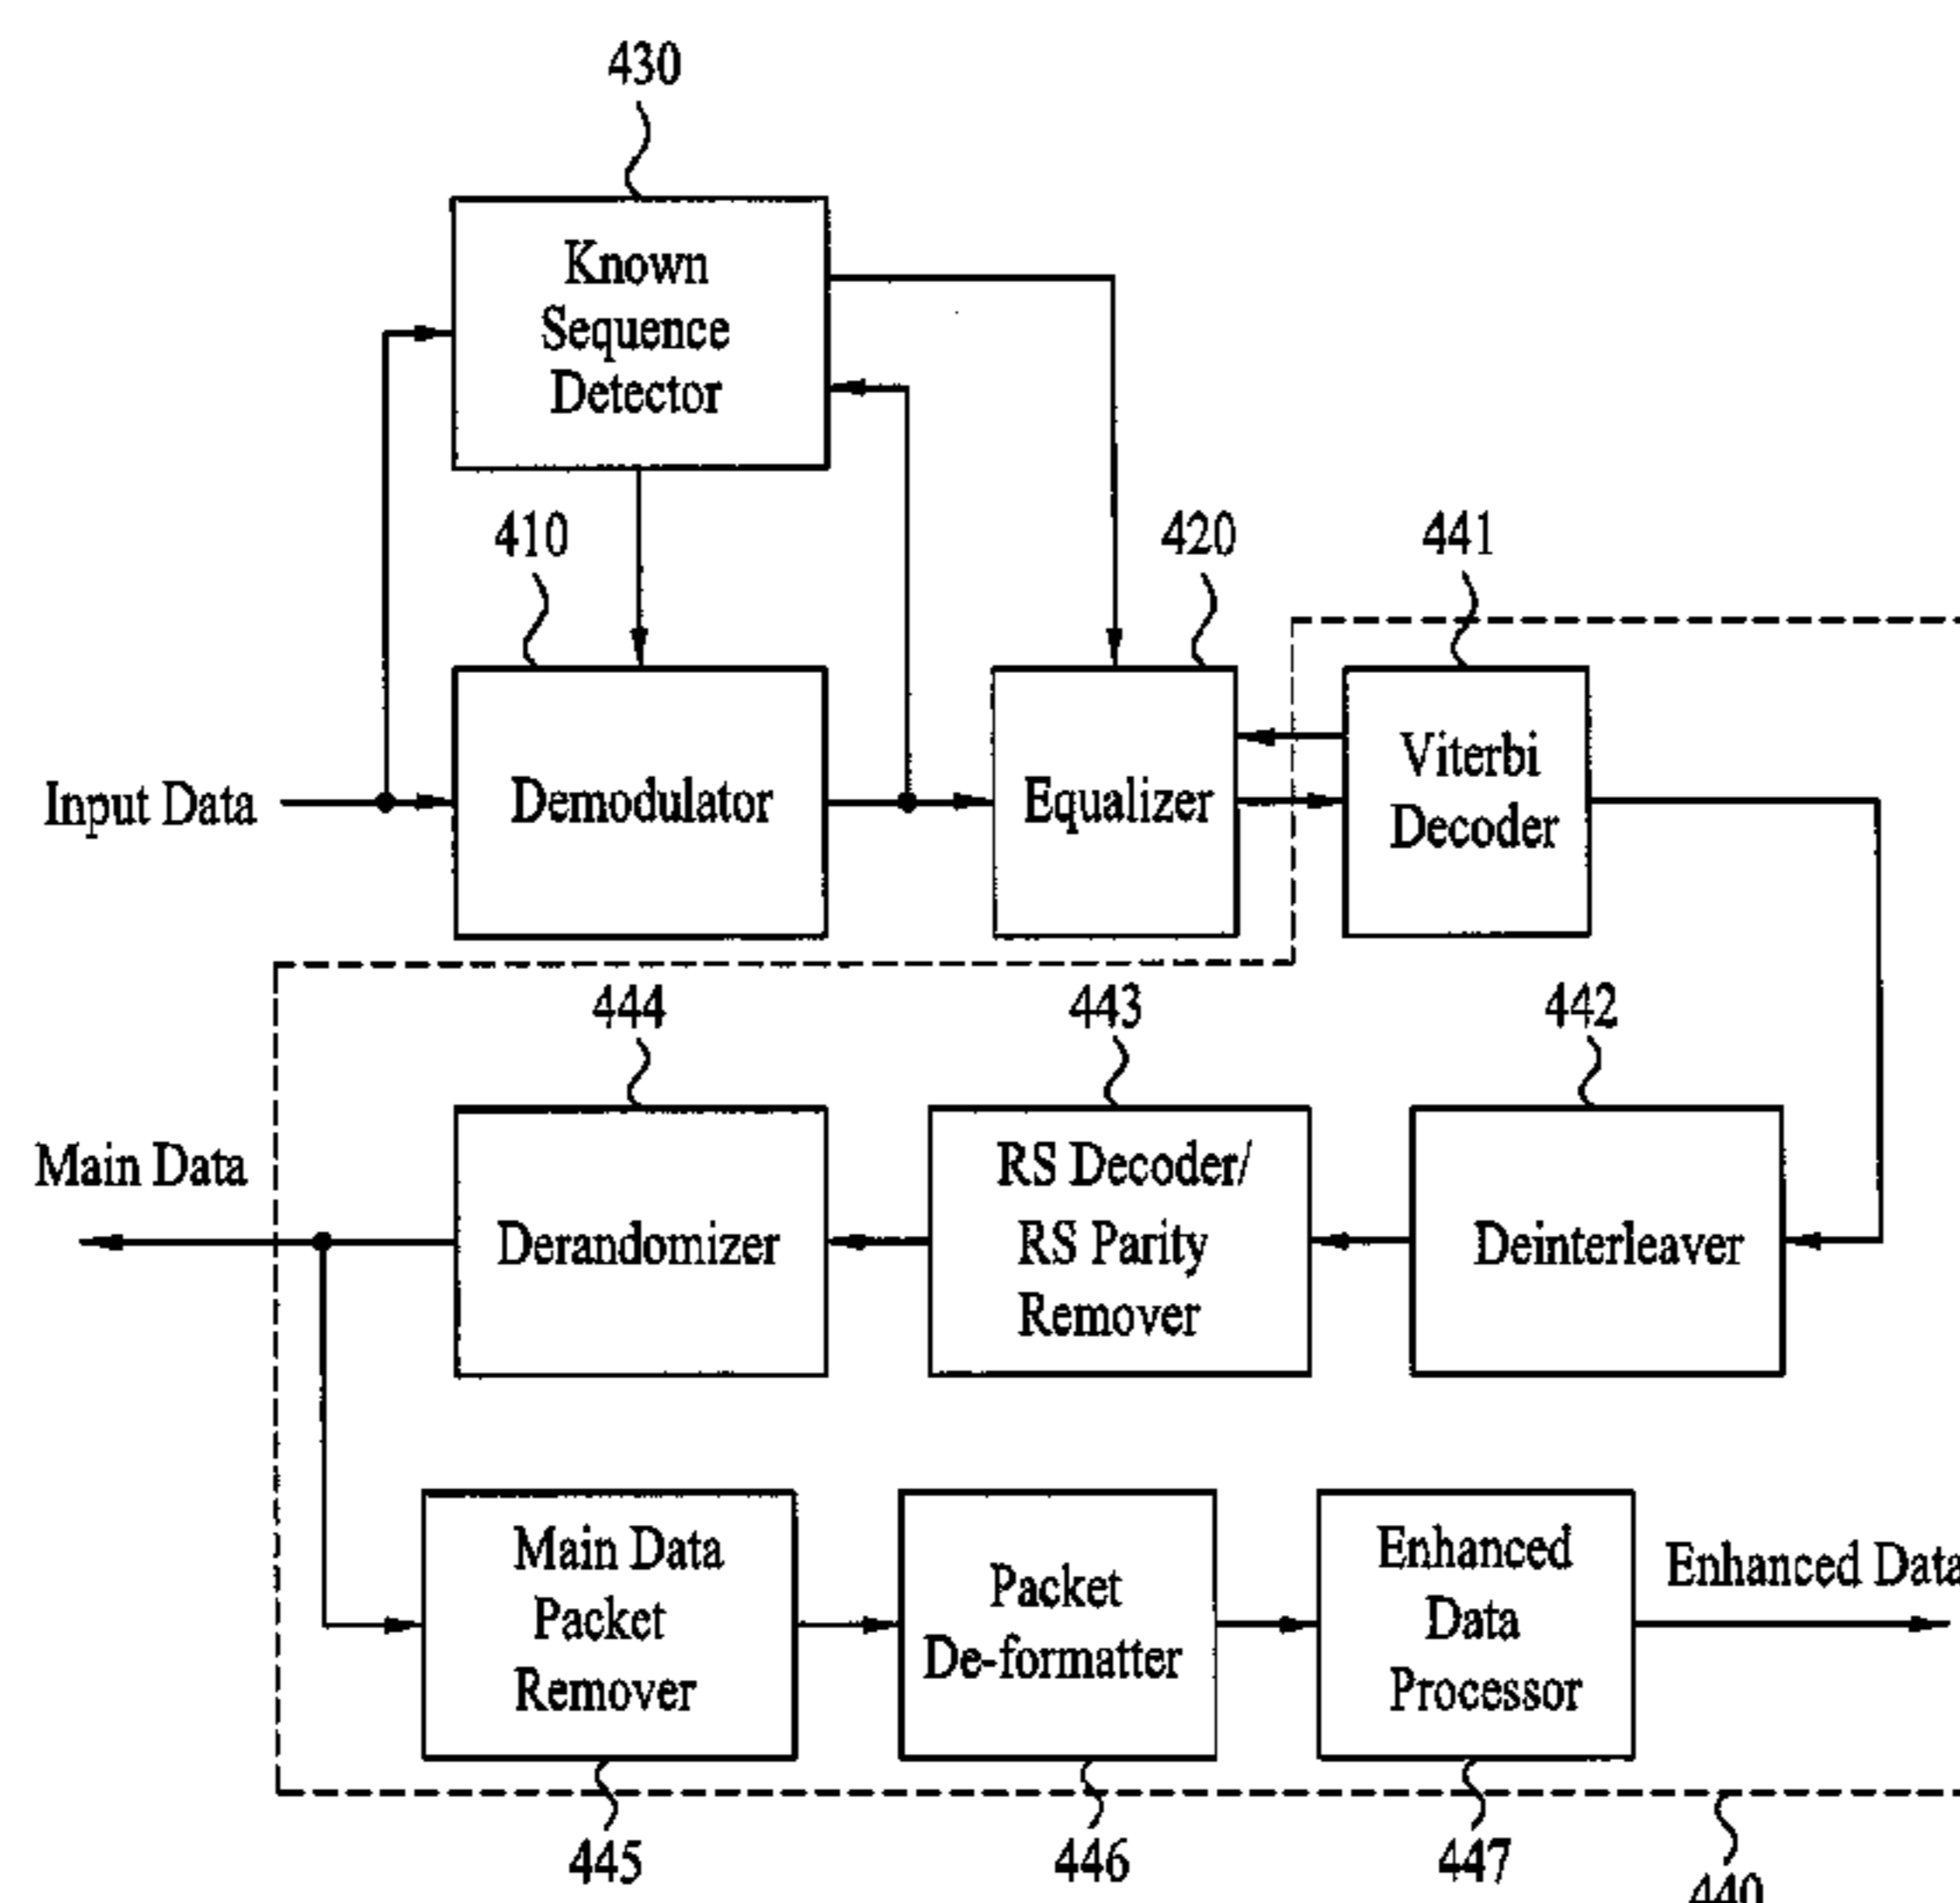 430
Known
Sequence
Detector
410
420
441
Input Data
Demodulator
Equalizer
Viterbi
Decoder
444
443
442
Main Data
Derandomizer
RS Decoder/
RS Parity
Remover
Deinterleaver
Main Data
Packet
Remover
Packet
De-formatter
Enhanced
Data
Processor
Enhanced Data
445
446
447
440